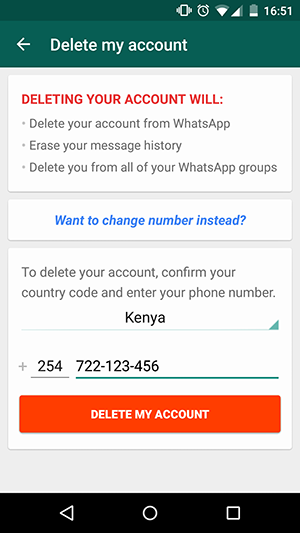 16:51
Delete my account
DELETING YOUR ACCOUNT WILL:
• Delete your account from WhatsApp
• Erase your message history
• Delete you from all of your WhatsApp groups
Want to change number instead?
To delete your account, confirm your
country code and enter your phone number.
Kenya
+ 254 722-123-456
DELETE MY ACCOUNT